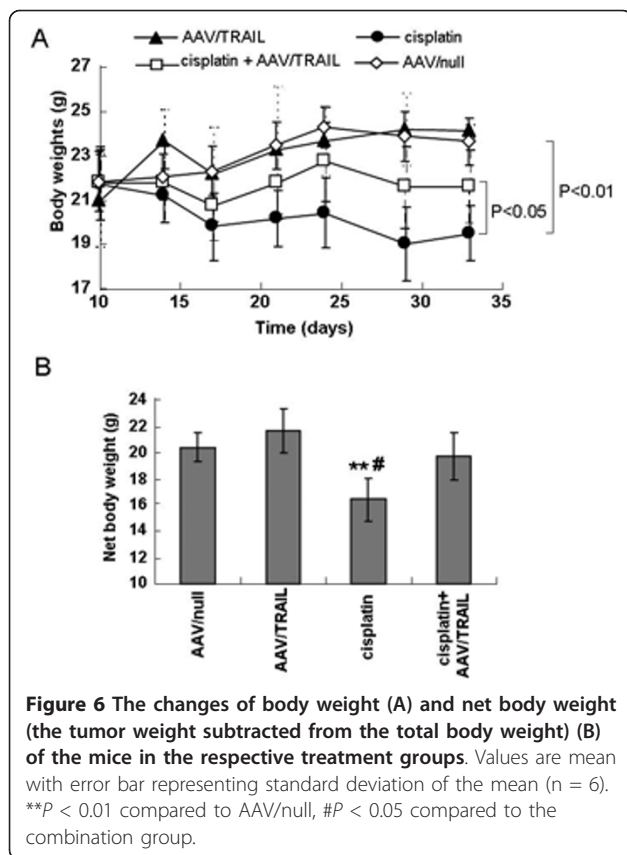 A
AAV/TRAIL cisplatin
cisplatin + AAV/TRAIL AAV/null
27
25
23
21
19
17
Body weights (g)
10 15 20 25 30 35
Time (days)
P<0.05
P<0.01
B
24
22
20
18
16
14
12
10
Net body weight (g)
**#
AAV/null
AAV/TRAIL
cisplatin
cisplatin+
AAV/TRAIL
Figure 6 The changes of body weight (A) and net body weight
(the tumor weight subtracted from the total body weight) (B)
of the mice in the respective treatment groups. Values are mean
with error bar representing standard deviation of the mean (n = 6).
**P < 0.01 compared to AAV/null, #P < 0.05 compared to the
combination group.